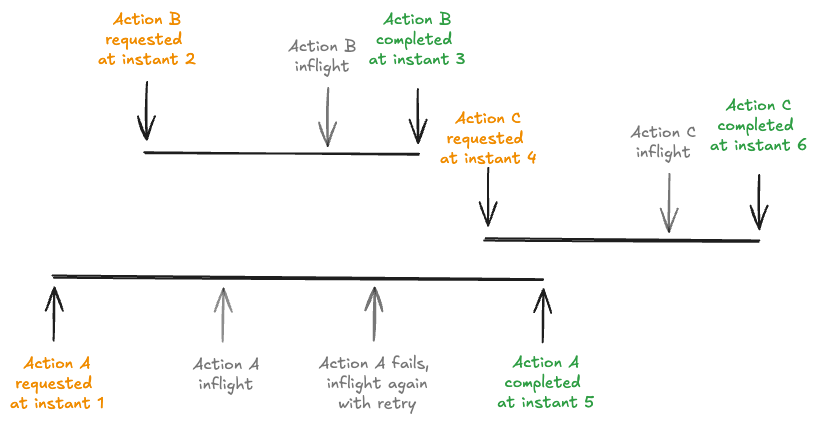 Action B
requested
at instant 2
Action B
inflight
Action B
completed
at instant 3
Action C
requested
at instant 4
Action C
inflight
Action C
completed
at instant 6
Action A
requested
at instant 1
Action A
inflight
Action A fails,
inflight again
with retry
Action A
completed
at instant 5